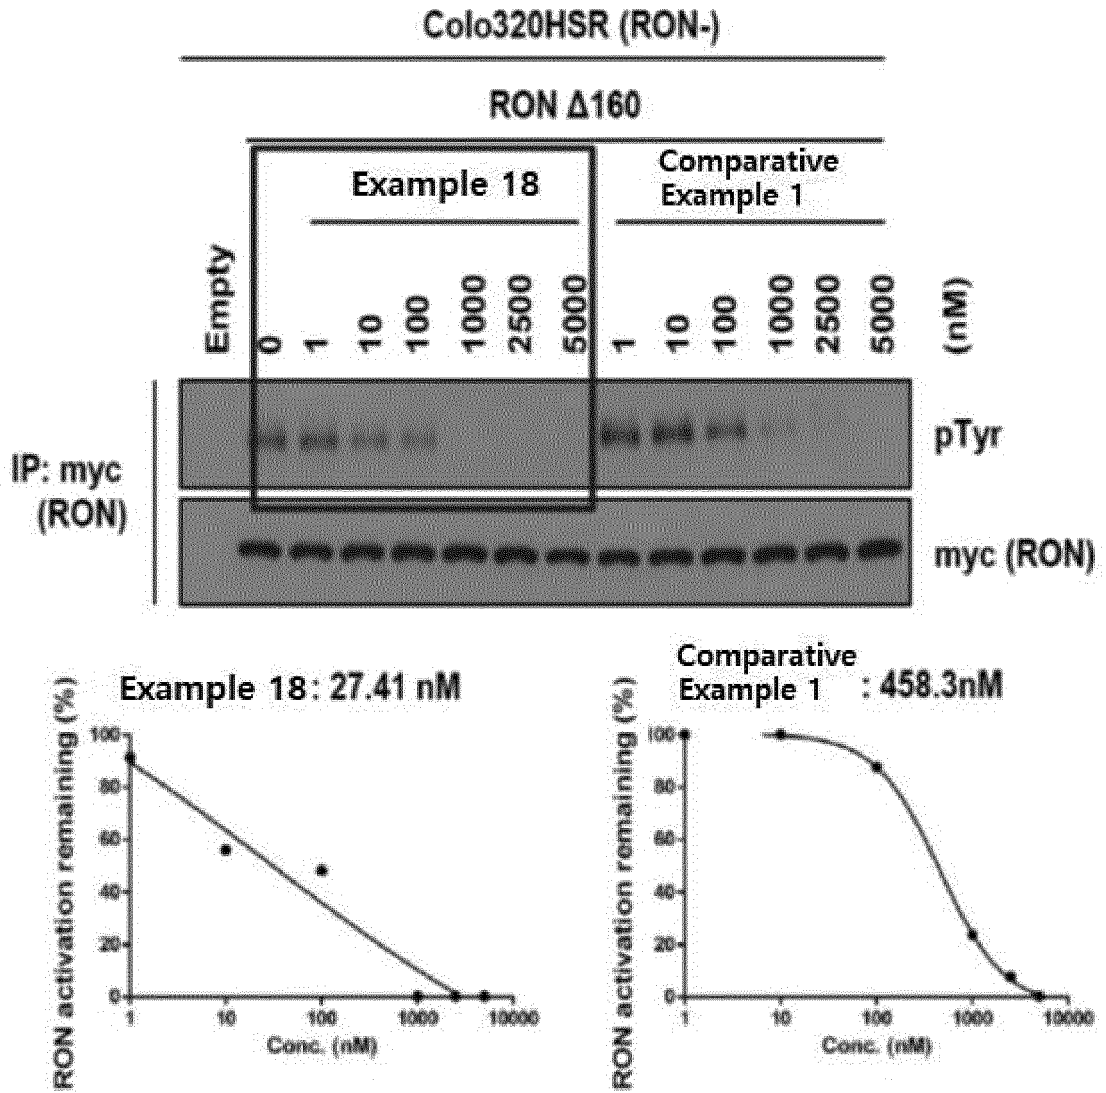 Colo320HSR (RON-)
RON Δ160
Example 18
Comparative
Example 1
Empty 0 1 10 100 1000 2500 5000 1 10 100 1000 2500 5000 (nM)
pTyr
IP: myc
(RON)
myc (RON)
Example 18 : 27.41 nM
RON activation remaining (%)
100
80
60
40
20
0
1 10 100 1000 10000
Conc. (nM)
Comparative
Example 1 : 458.3nM
RON activation remaining (%)
100
80
60
40
20
0
1 10 100 1000 10000
Conc. (nM)